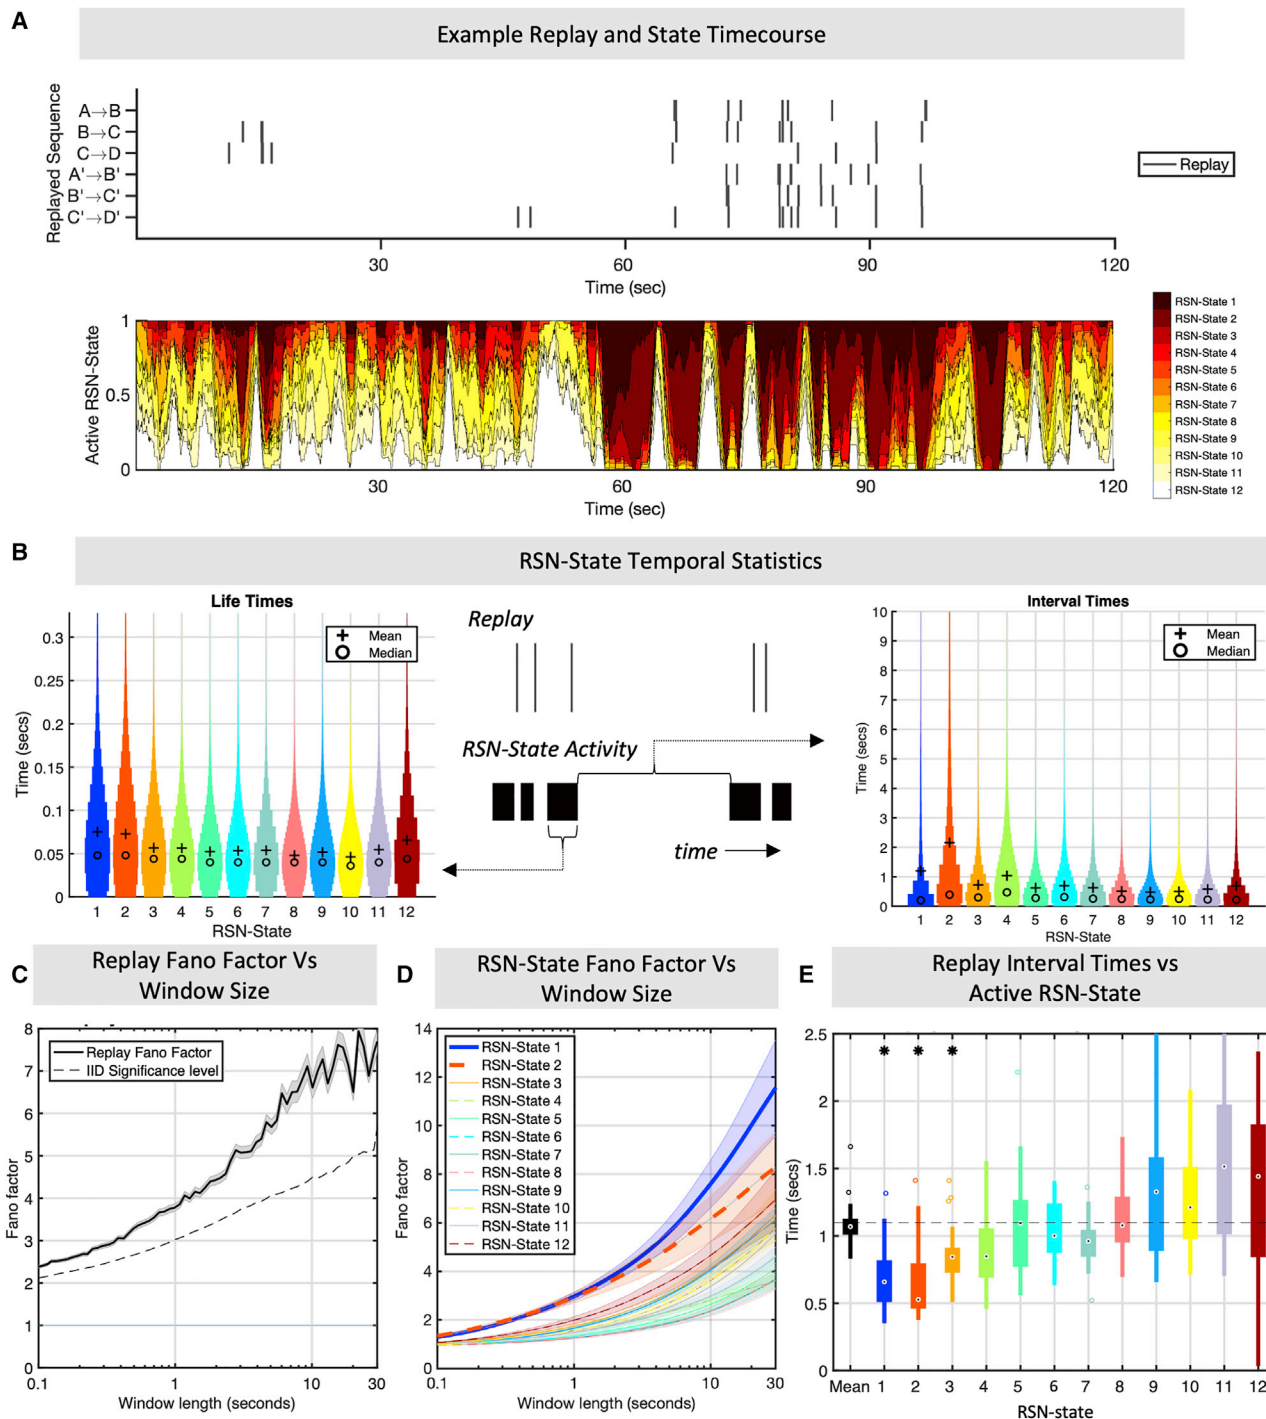 A
Example Replay and State Timecourse
Replayed Sequence
A→B
B→C
C→D
A'→B'
B'→C'
C'→D'
Replay
30 60 90 120
Time (sec)
Active RSN-State
1
0.5
0
30 60 90 120
Time (sec)
RSN-State 1
RSN-State 2
RSN-State 3
RSN-State 4
RSN-State 5
RSN-State 6
RSN-State 7
RSN-State 8
RSN-State 9
RSN-State 10
RSN-State 11
RSN-State 12
B
RSN-State Temporal Statistics
Life Times
Mean
Median
Time (secs)
0.3
0.25
0.2
0.15
0.1
0.05
0
1 2 3 4 5 6 7 8 9 10 11 12
RSN-State
Replay
RSN-State Activity
time
Interval Times
Mean
Median
Time (secs)
10
9
8
7
6
5
4
3
2
1
0
1 2 3 4 5 6 7 8 9 10 11 12
RSN-State
C
Replay Fano Factor Vs
Window Size
Replay Fano Factor
IID Significance level
Fano factor
8
7
6
5
4
3
2
1
0
0.1 1 10 30
Window length (seconds)
D
RSN-State Fano Factor Vs
Window Size
RSN-State 1
RSN-State 2
RSN-State 3
RSN-State 4
RSN-State 5
RSN-State 6
RSN-State 7
RSN-State 8
RSN-State 9
RSN-State 10
RSN-State 11
RSN-State 12
Fano factor
14
12
10
8
6
4
2
0
0.1 1 10 30
Window length (seconds)
E
Replay Interval Times vs
Active RSN-State
Time (secs)
2.5
2
1.5
1
0.5
0
* * *
Mean 1 2 3 4 5 6 7 8 9 10 11 12
RSN-state